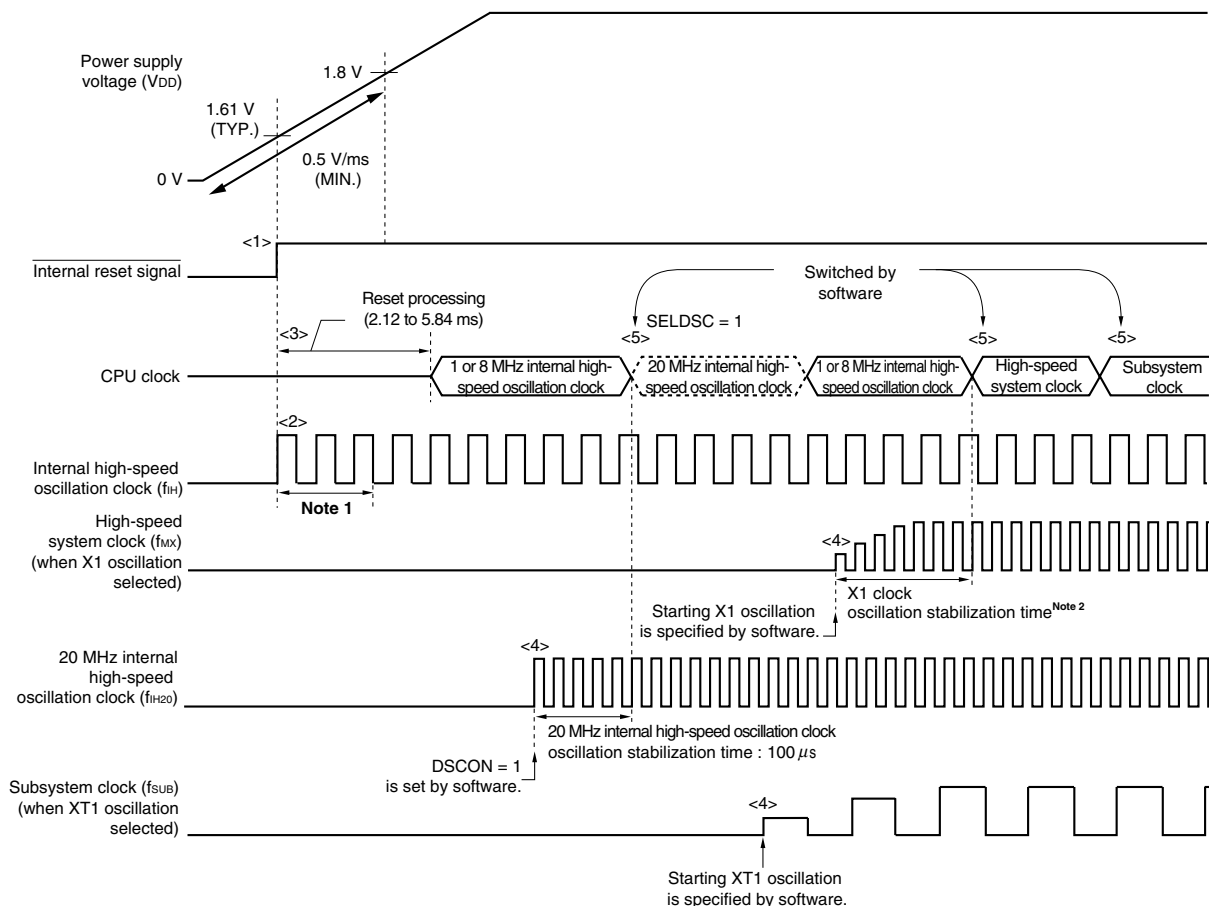 Power supply
voltage (VDD)
1.8 V
1.61 V
(TYP.)
0.5 V/ms
(MIN.)
0 V
<1>
Internal reset signal
Switched by
software
Reset processing
(2.12 to 5.84 ms)
<3>
<5>
SELDSC = 1
<5>
<5>
CPU clock
1 or 8 MHz internal high-
speed oscillation clock
20 MHz internal high-
speed oscillation clock
1 or 8 MHz internal high-
speed oscillation clock
High-speed
system clock
Subsystem
clock
<2>
Internal high-speed
oscillation clock (fIH)
Note 1
High-speed
system clock (fMX)
(when X1 oscillation
selected)
<4>
X1 clock
oscillation stabilization time Note 2
Starting X1 oscillation
is specified by software.
20 MHz internal
high-speed
oscillation clock (fIH20)
<4>
20 MHz internal high-speed oscillation clock
oscillation stabilization time : 100 μs
DSCON = 1
is set by software.
Subsystem clock (fSUB)
(when XT1 oscillation
selected)
<4>
Starting XT1 oscillation
is specified by software.